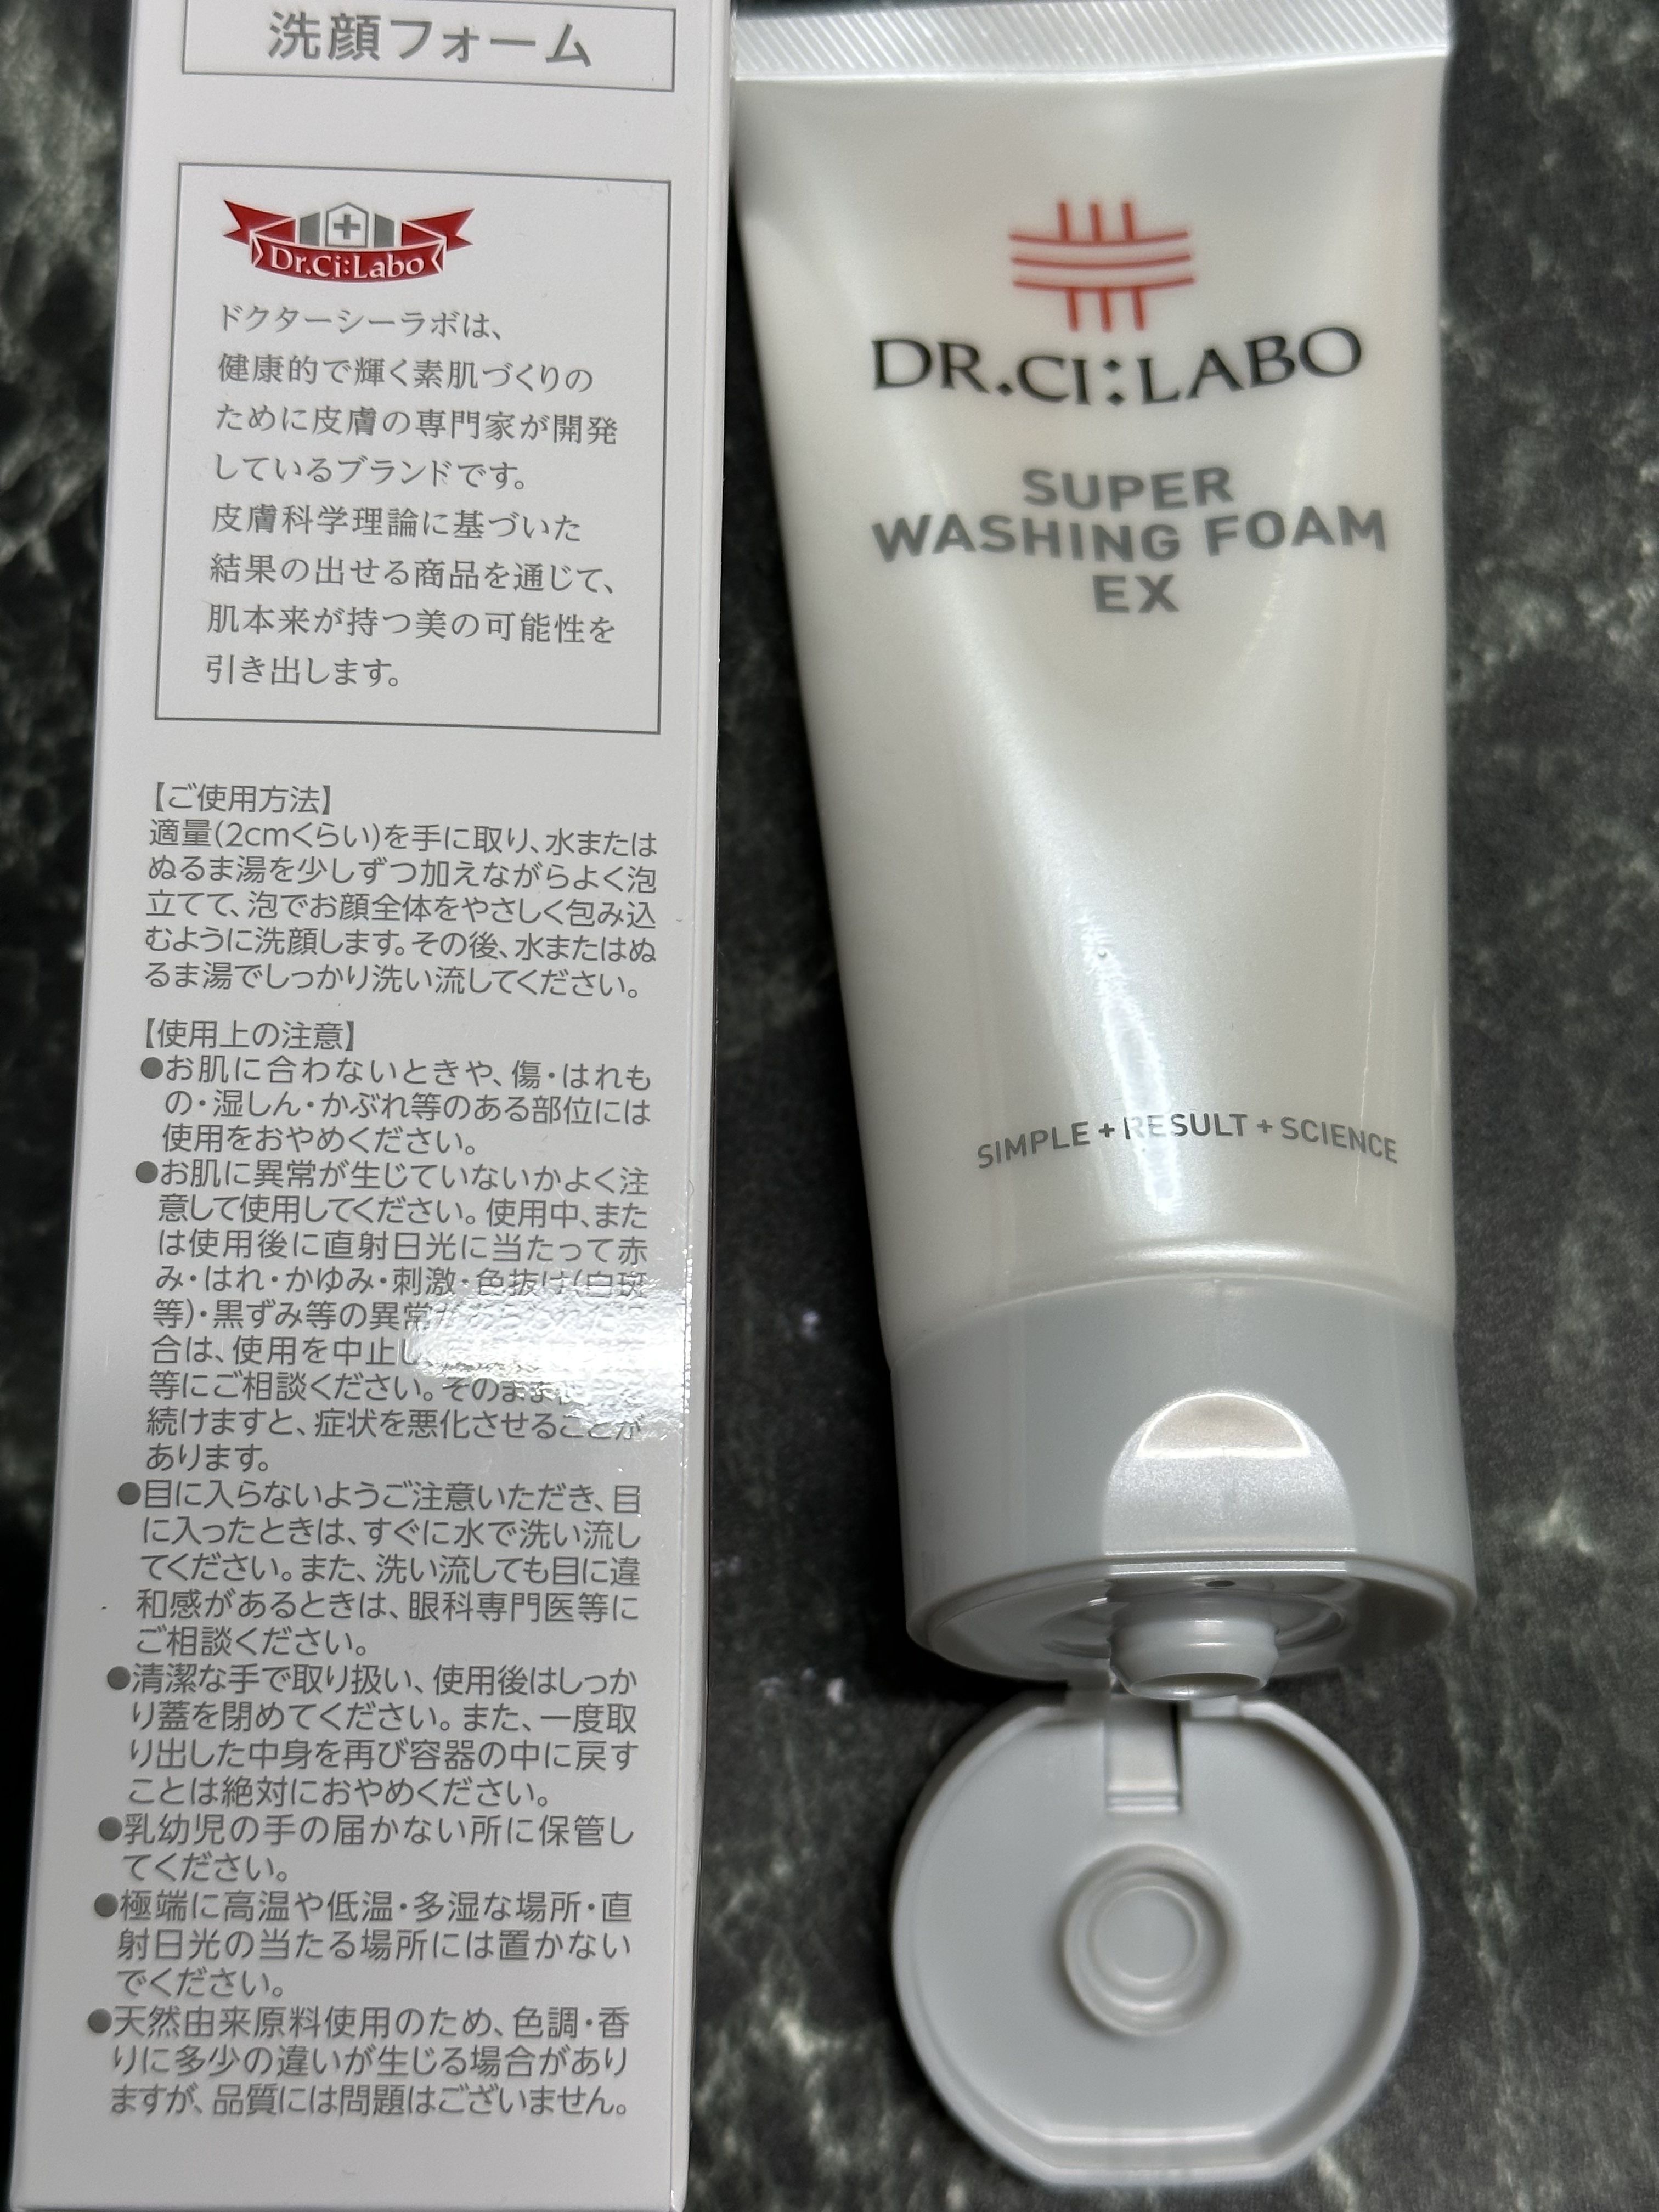 洗顔フォーム
Dr.Ci:Labo
ドクターシーラボは、
健康的で輝く素肌づくりの
ために皮膚の専門家が開発
しているブランドです。
皮膚科学理論に基づいた
結果の出せる商品を通じて、
肌本来が持つ美の可能性を
引き出します。
【ご使用方法】
適量(2cmくらい)を手に取り、水または
ぬるま湯を少しずつ加えながらよく泡
立てて、泡でお顔全体をやさしく包み込
むように洗顔します。その後、水またはぬ
るま湯でしっかり洗い流してください。
【使用上の注意】
●お肌に合わないときや、傷・はれも
の・湿しん・かぶれ等のある部位には
使用をおやめください。
●お肌に異常が生じていないかよく注
意して使用してください。使用中、また
は使用後に直射日光に当たって赤
み・はれ・かゆみ・刺激・色抜け(白斑
等)・黒ずみ等の異常が
合は、使用を中止し
等にご相談ください。そのまま
続けますと、症状を悪化させることが
あります。
●目に入らないようご注意いただき、目
に入ったときは、すぐに水で洗い流し
てください。また、洗い流しても目に違
和感があるときは、眼科専門医等に
ご相談ください。
●清潔な手で取り扱い、使用後はしっか
り蓋を閉めてください。また、一度取
り出した中身を再び容器の中に戻す
ことは絶対におやめください。
●乳幼児の手の届かない所に保管し
てください。
●極端に高温や低温・多湿な場所・直
射日光の当たる場所には置かない
でください。
●天然由来原料使用のため、色調・香
りに多少の違いが生じる場合があり
ますが、品質には問題はございません。
DR.CI:LABO
SUPER
WASHING FOAM
EX
SIMPLE + RESULT + SCIENCE